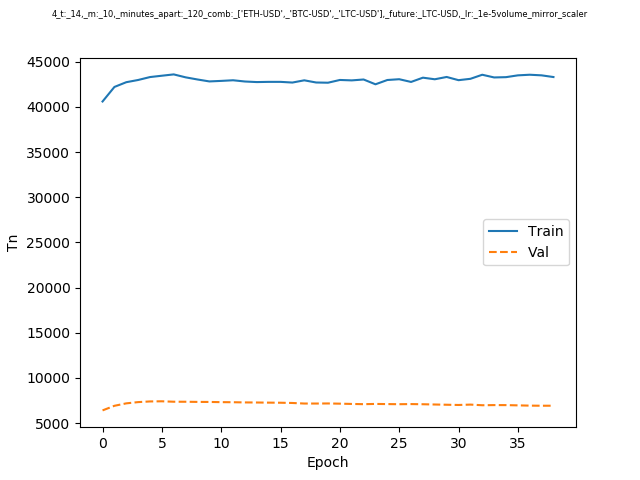 4_t:_14,_m:_10,_minutes_apart:_120_comb:_['ETH-USD',_'BTC-USD',_'LTC-USD'],_future:_LTC-USD,_lr:_1e-5volume_mirror_scaler
45000
40000
35000
30000
25000
20000
15000
10000
5000
Tn
Train
Val
0 5 10 15 20 25 30 35
Epoch